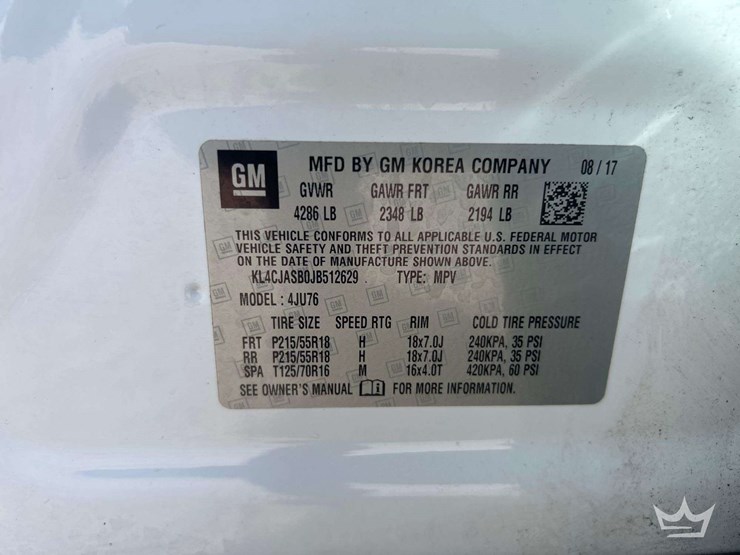 GM MFD BY GM KOREA COMPANY 08 / 17
GVWR GAWR FRT GAWR RR
4286 LB 2348 LB 2194 LB
THIS VEHICLE CONFORMS TO ALL APPLICABLE U.S. FEDERAL MOTOR
VEHICLE SAFETY AND THEFT PREVENTION STANDARDS IN EFFECT
ON THE DATE OF MANUFACTURE SHOWN ABOVE.
KL4CJASB0JB512629 TYPE: MPV
MODEL : 4JU76
TIRE SIZE SPEED RTG RIM COLD TIRE PRESSURE
FRT P215/55R18 H 18x7.0J 240KPA, 35 PSI
RR P215/55R18 H 18x7.0J 240KPA, 35 PSI
SPA T125/70R16 M 16x4.0T 420KPA, 60 PSI
SEE OWNER'S MANUAL FOR MORE INFORMATION.